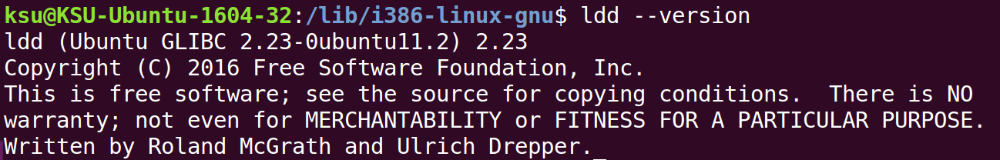 ksu@KSU-Ubuntu-1604-32:/lib/i386-linux-gnu$ ldd --version
ldd (Ubuntu GLIBC 2.23-0ubuntu11.2) 2.23
Copyright (C) 2016 Free Software Foundation, Inc.
This is free software; see the source for copying conditions.  There is NO
warranty; not even for MERCHANTABILITY or FITNESS FOR A PARTICULAR PURPOSE.
Written by Roland McGrath and Ulrich Drepper.